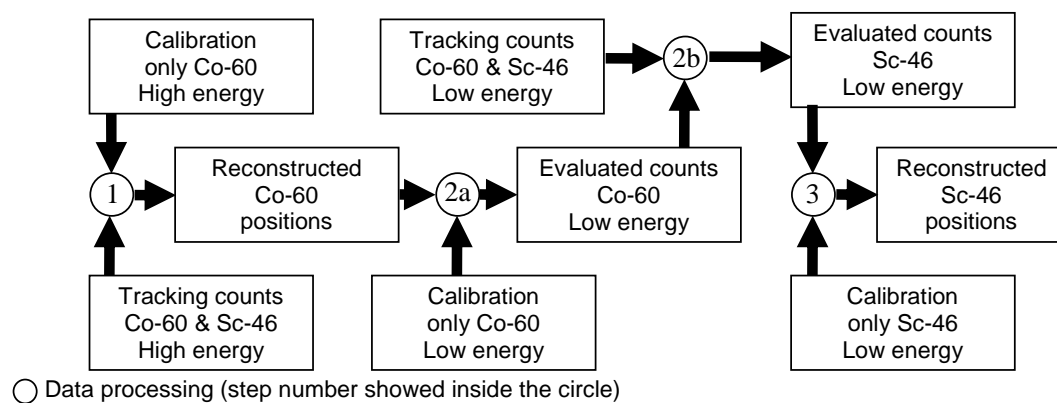 Calibration
only Co-60
High energy
Tracking counts
Co-60 & Sc-46
Low energy
2b
Evaluated counts
Sc-46
Low energy
1
Reconstructed
Co-60
positions
2a
Evaluated counts
Co-60
Low energy
3
Reconstructed
Sc-46
positions
Tracking counts
Co-60 & Sc-46
High energy
Calibration
only Co-60
Low energy
Calibration
only Sc-46
Low energy
Data processing (step number showed inside the circle)